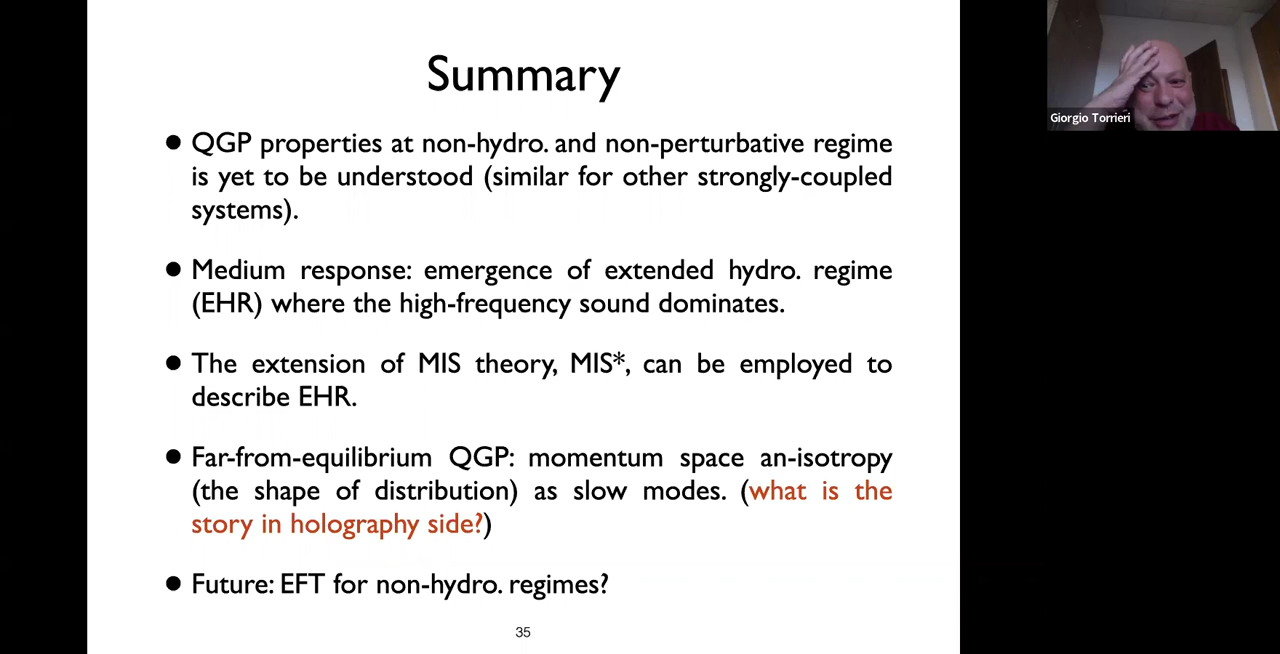 Summary
● QGP properties at non-hydro. and non-perturbative regime
is yet to be understood (similar for other strongly-coupled
systems).
● Medium response: emergence of extended hydro. regime
(EHR) where the high-frequency sound dominates.
● The extension of MIS theory, MIS*, can be employed to
describe EHR.
● Far-from-equilibrium QGP: momentum space an-isotropy
(the shape of distribution) as slow modes. (what is the
story in holography side?)
● Future: EFT for non-hydro. regimes?
35
Giorgio Torrieri